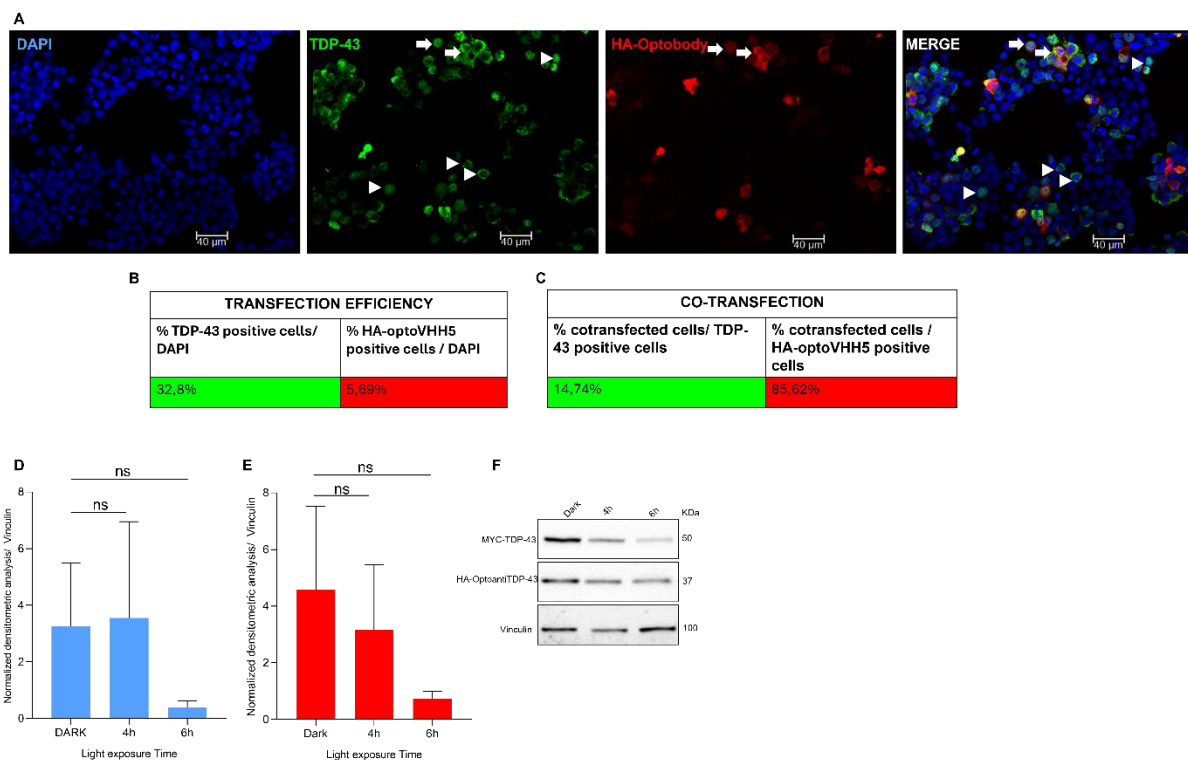 A
DAPI
TDP-43
HA-Optobody
MERGE
40 µm
40 µm
40 µm
40 µm
B
TRANSFECTION EFFICIENCY
% TDP-43 positive cells/
DAPI
% HA-optoVHH5
positive cells / DAPI
32,8%
5,69%
C
CO-TRANSFECTION
% cotransfected cells/ TDP-
43 positive cells
% cotransfected cells /
HA-optoVHH5 positive
cells
14,74%
85,62%
D
ns
ns
Normalized densitometric analysis/ Vinculin
8
6
4
2
0
DARK
4h
6h
Light exposure Time
E
ns
ns
Normalized densitometric analysis/ Vinculin
8
6
4
2
0
Dark
4h
6h
Light exposure Time
F
Dark
4h
6h
KDa
MYC-TDP-43
50
HA-OptoantiTDP-43
37
Vinculin
100